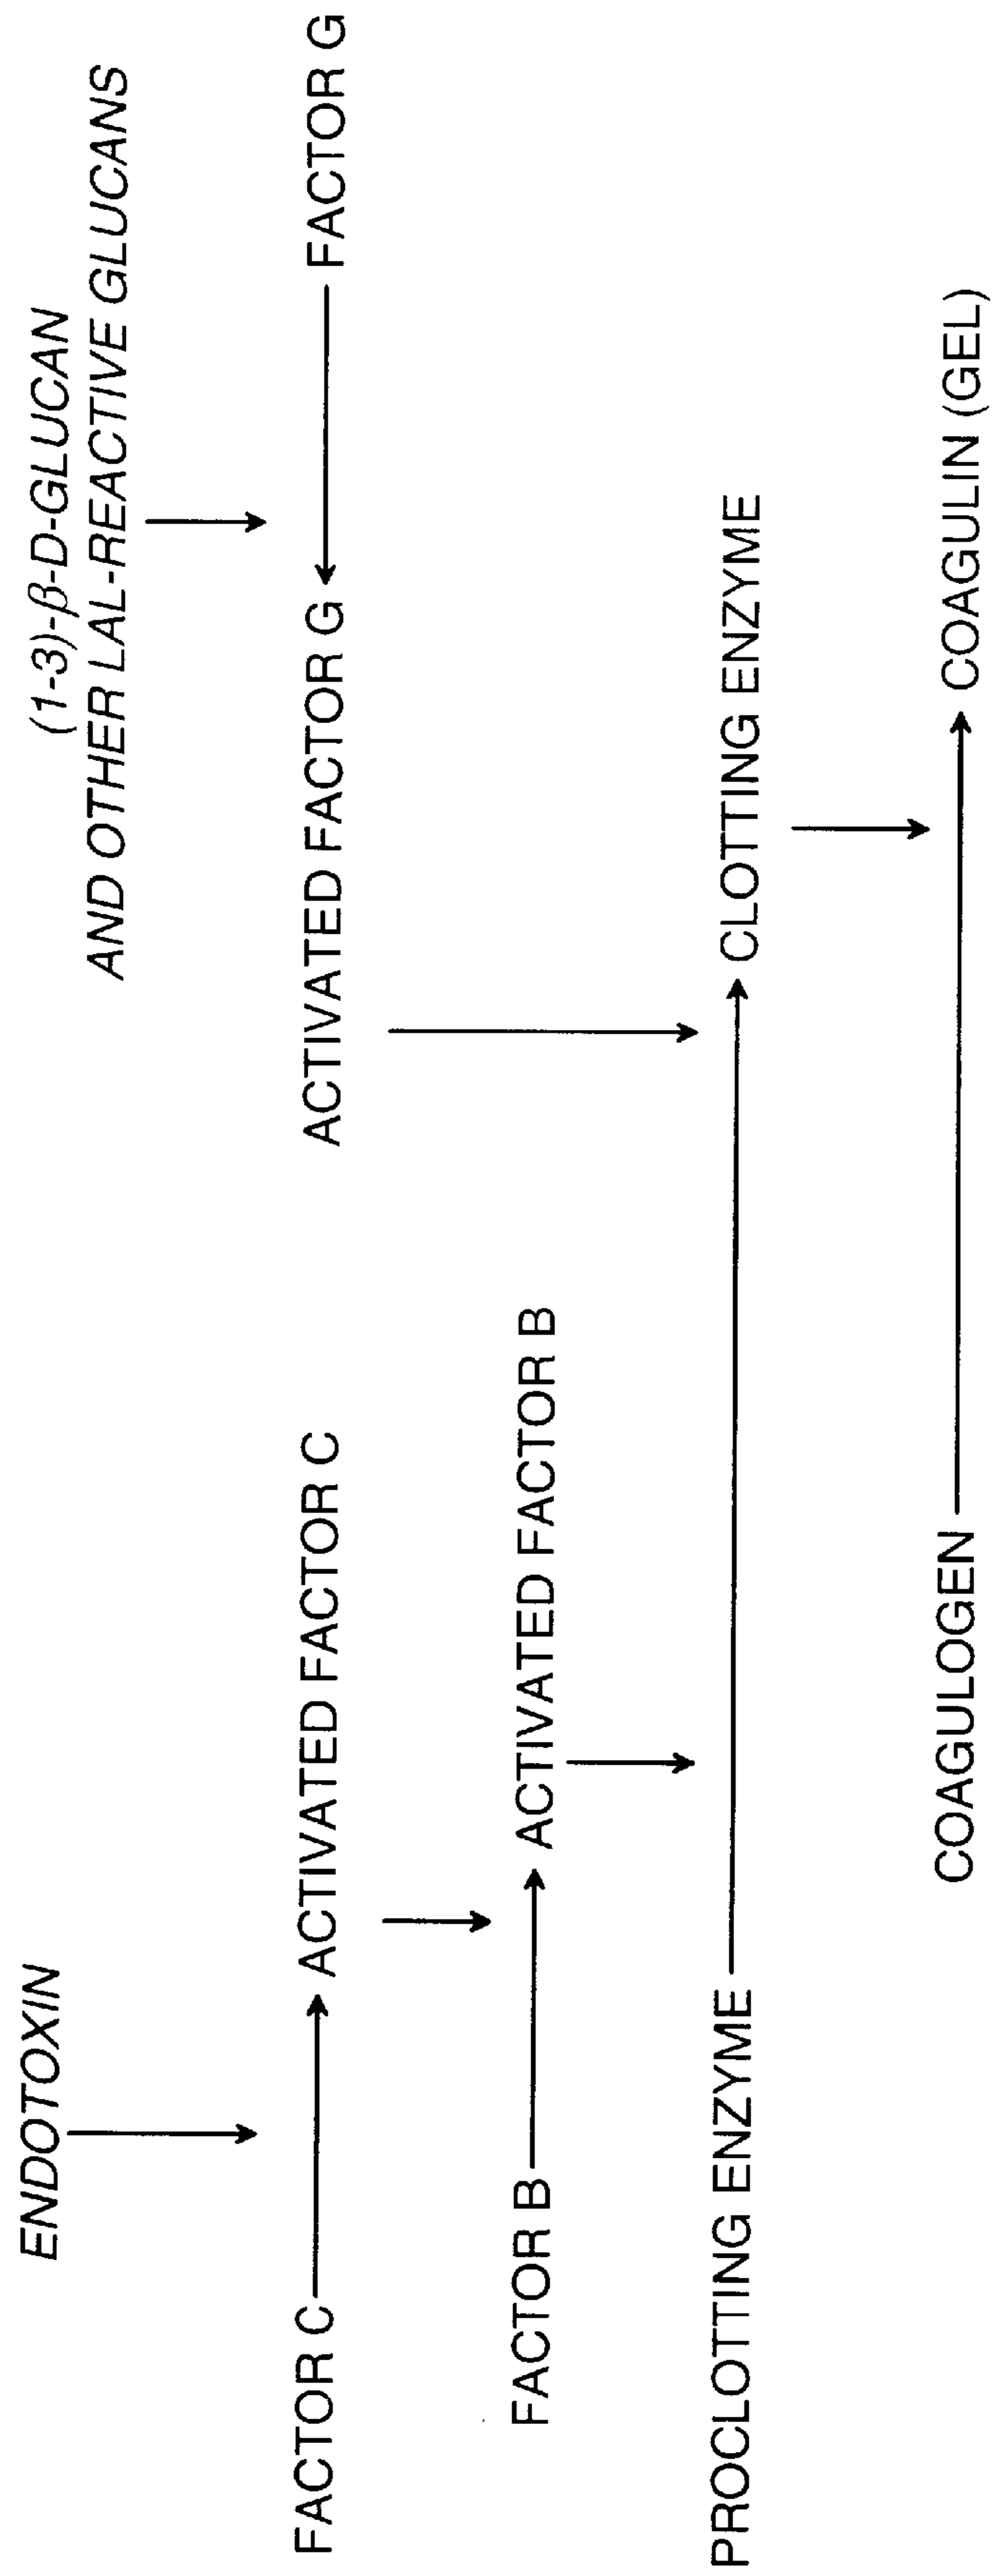 ENDOTOXIN
(1-3)-β-D-GLUCAN
AND OTHER LAL-REACTIVE GLUCANS
FACTOR C ACTIVATED FACTOR C
ACTIVATED FACTOR G FACTOR G
FACTOR B ACTIVATED FACTOR B
PROCLOTTING ENZYME CLOTTING ENZYME
COAGULOGEN COAGULIN (GEL)